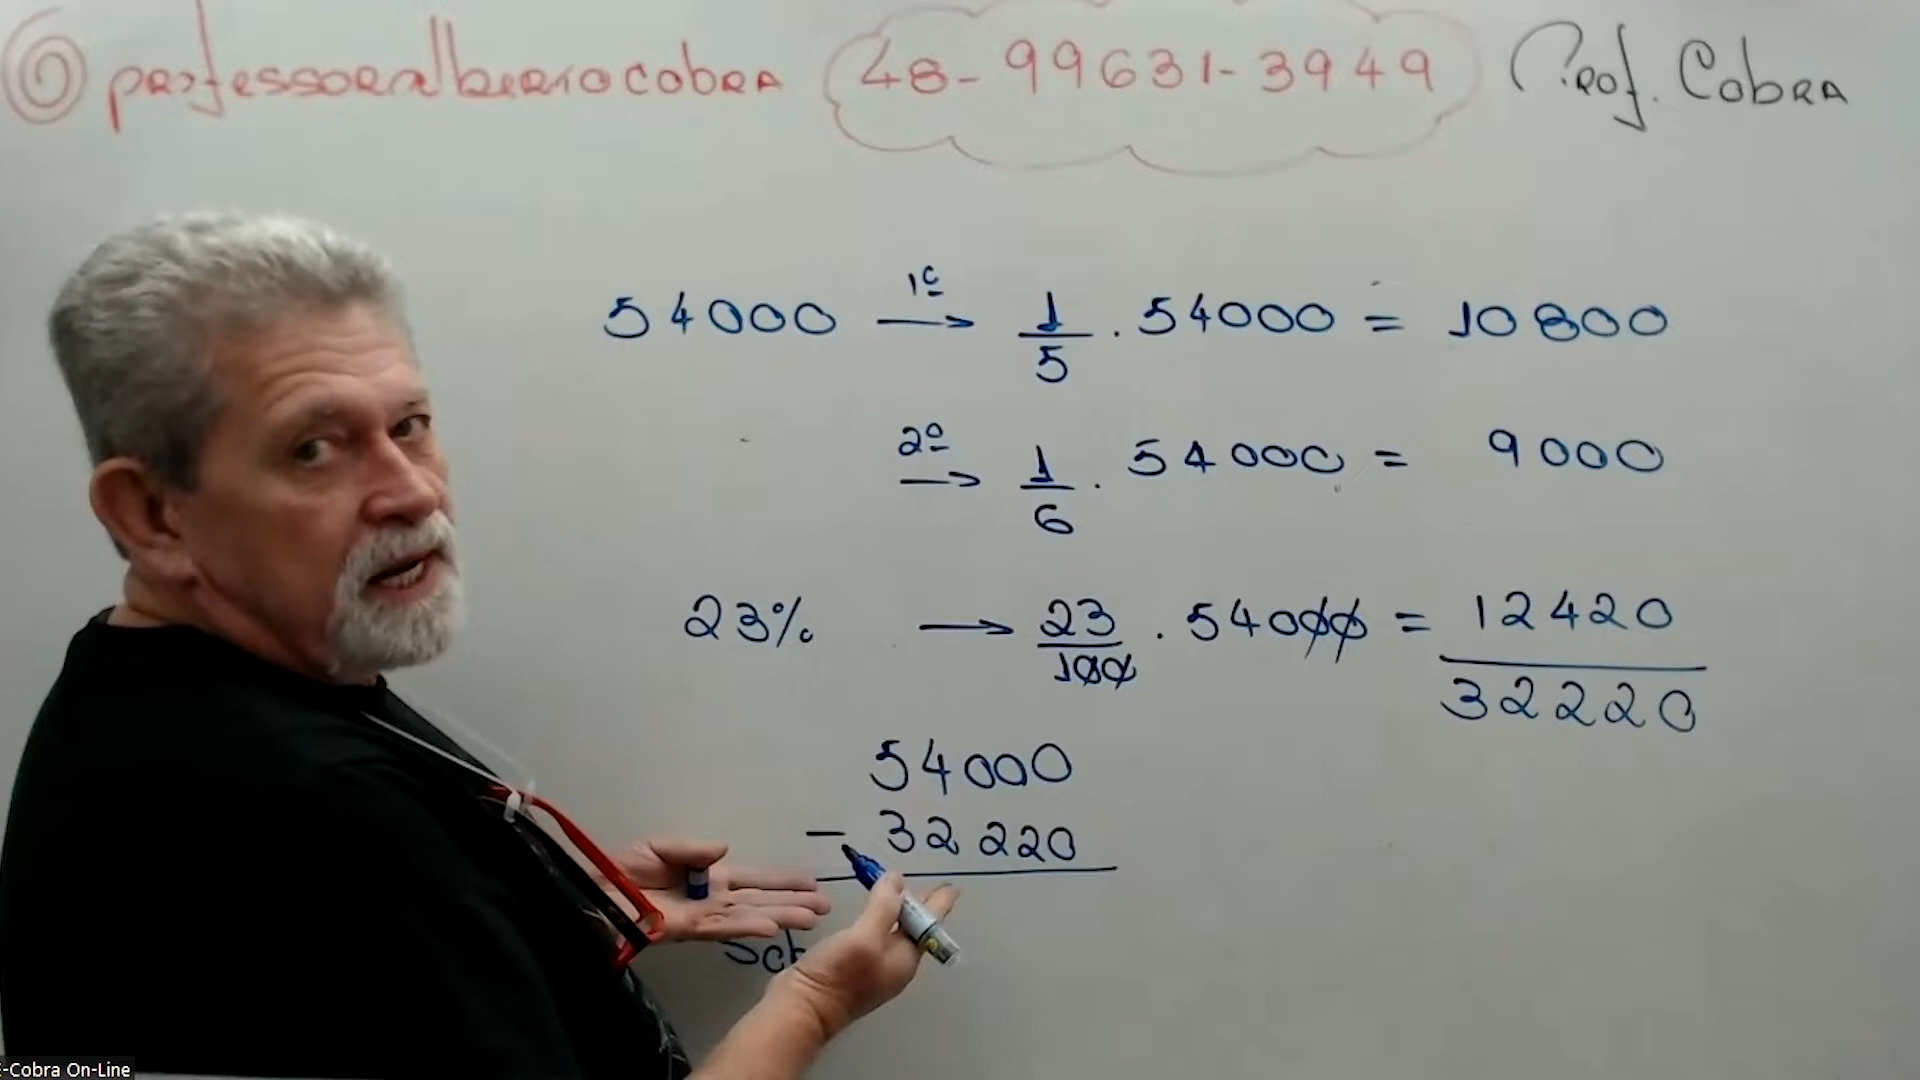 @professoralbertocobra 48-99631-3949 Prof. Cobra
54000 1º → 1/5 . 54000 = 10800
2º → 1/6 . 54000 = 9000
23% → 23/100 . 54000 = 12420
32220
54000
- 32220
E-Cobra On-Line